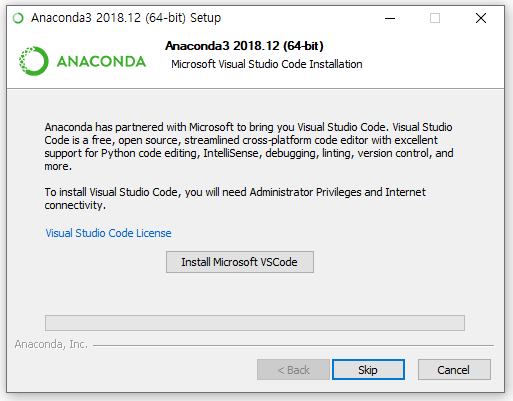 Anaconda3 2018.12 (64-bit) Setup
Anaconda3 2018.12 (64-bit)
ANACONDA
Microsoft Visual Studio Code Installation
Anaconda has partnered with Microsoft to bring you Visual Studio Code. Visual Studio
Code is a free, open source, streamlined cross-platform code editor with excellent
support for Python code editing, IntelliSense, debugging, linting, version control, and
more.
To install Visual Studio Code, you will need Administrator Privileges and Internet
connectivity.
Visual Studio Code License
Install Microsoft VSCode
Anaconda, Inc.
< Back
Skip
Cancel